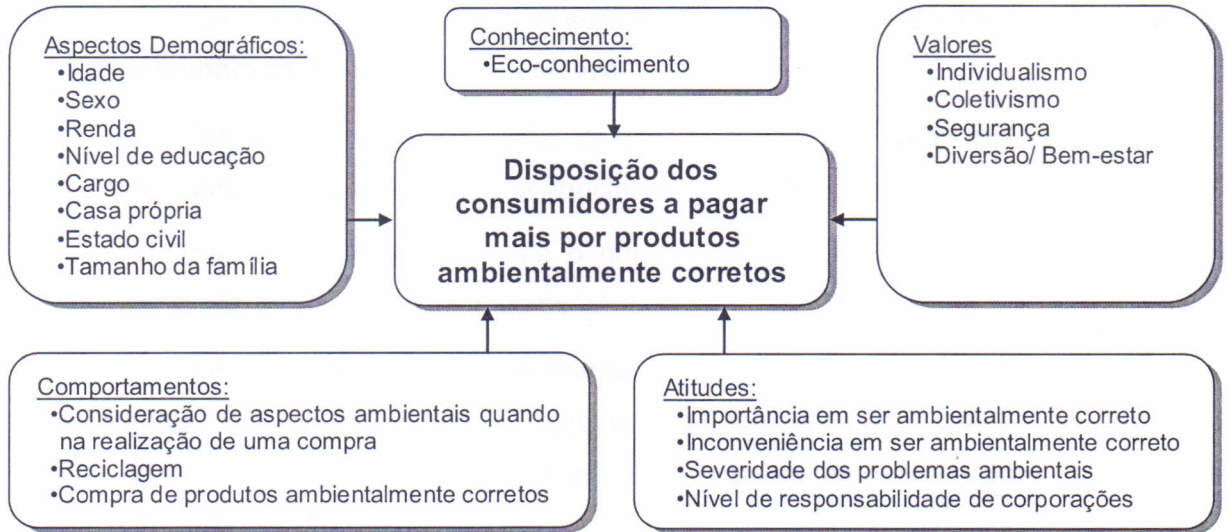 Aspectos Demográficos:
•Idade
•Sexo
•Renda
•Nível de educação
•Cargo
•Casa própria
•Estado civil
•Tamanho da família
Conhecimento:
•Eco-conhecimento
Valores
•Individualismo
•Coletivismo
•Segurança
•Diversão/ Bem-estar
Disposição dos
consumidores a pagar
mais por produtos
ambientalmente corretos
Comportamentos:
•Consideração de aspectos ambientais quando
na realização de uma compra
•Reciclagem
•Compra de produtos ambientalmente corretos
Atitudes:
•Importância em ser ambientalmente correto
•Inconveniência em ser ambientalmente correto
•Severidade dos problemas ambientais
•Nível de responsabilidade de corporações